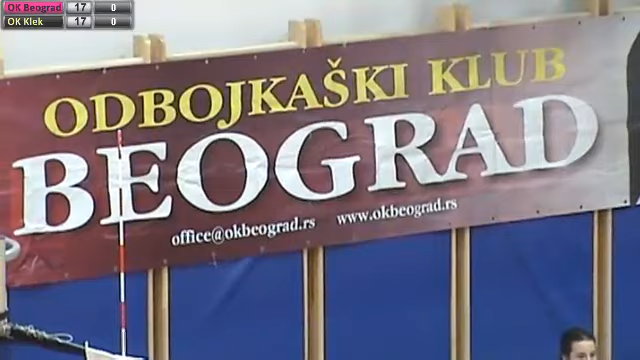 OK Beograd 17 0
OK Klek 17 0
ODBOJKAŠKI KLUB
BEOGRAD
office@okbeograd.rs www.okbeograd.rs